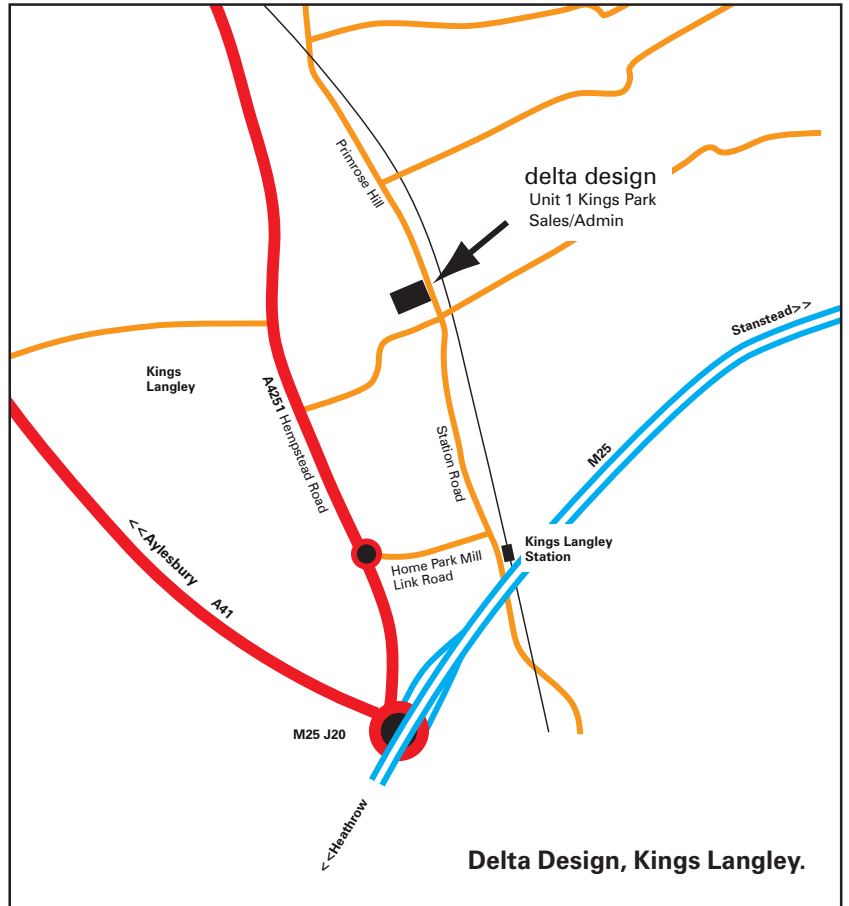 Primrose Hill
delta design
Unit 1 Kings Park
Sales/Admin
Stanstead>>
Kings
Langley
A4251 Hempstead Road
Station Road
M25
<<Aylesbury A41
Kings Langley
Station
Home Park Mill
Link Road
M25 J20
<<Heathrow
Delta Design, Kings Langley.